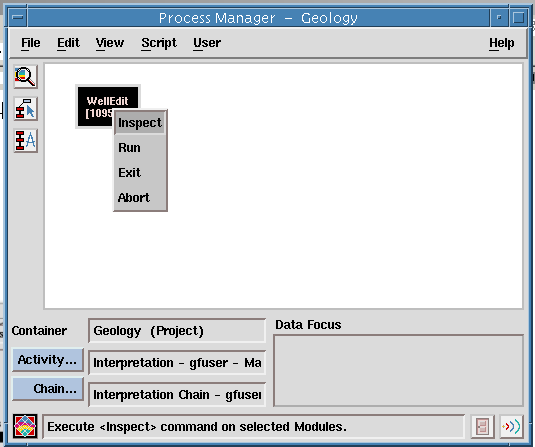 Process Manager - Geology
File Edit View Script User Help
WellEdit
[1095
Inspect
Run
Exit
Abort
Container
Geology (Project)
Data Focus
Activity...
Interpretation - gfuser - Ma
Chain...
Interpretation Chain - gfuser
Execute <Inspect> command on selected Modules.